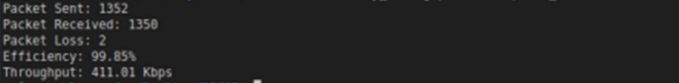 Packet Sent: 1352
Packet Received: 1350
Packet Loss: 2
Efficiency: 99.85%
Throughput: 411.01 Kbps